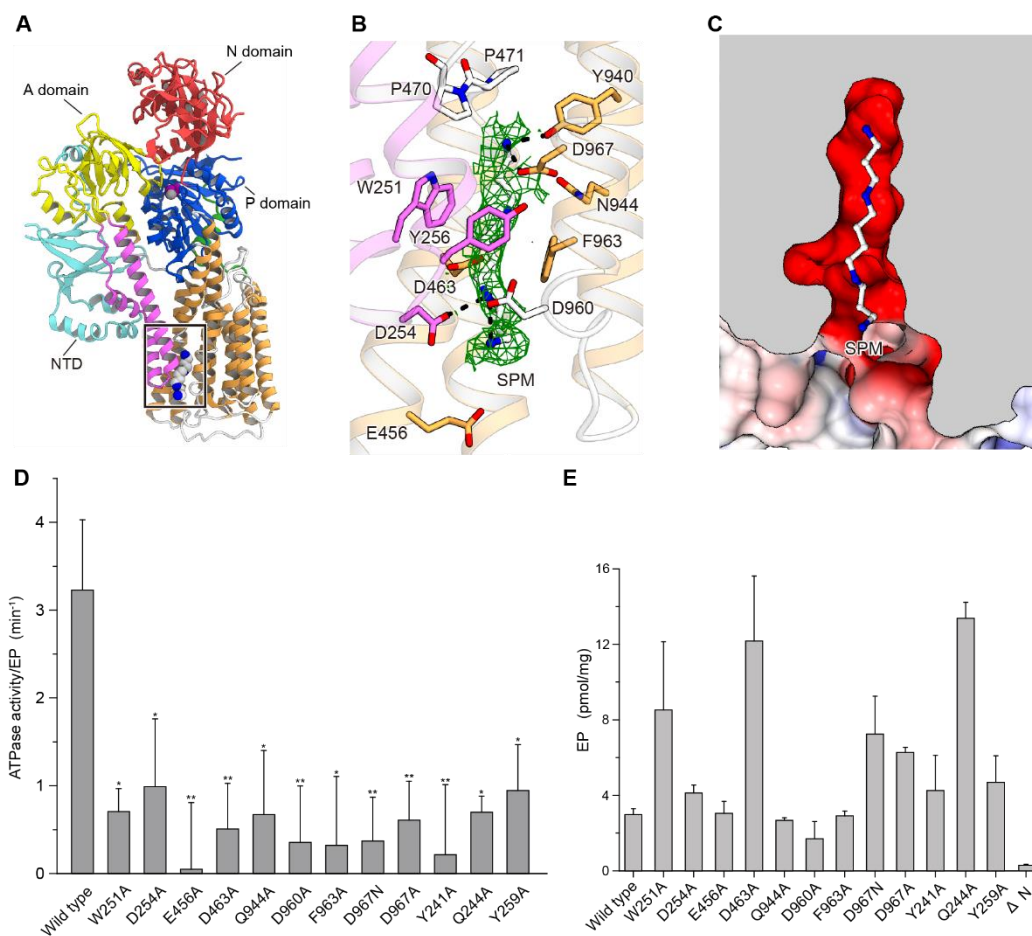 A
N domain
A domain
P domain
NTD
B
P471
P470
Y940
D967
W251
N944
Y256
F963
D463
D960
D254
SPM
E456
C
SPM
D
ATPase activity/EP (min⁻¹)
4
3
2
1
0
* * ** ** * ** * ** ** ** * *
Wild type W251A D254A E456A D463A Q944A D960A F963A D967N D967A Y241A Q244A Y259A
E
EP (pmol/mg)
16
12
8
4
0
Wild type W251A D254A E456A D463A Q944A D960A F963A D967N D967A Y241A Q244A Y259A Δ N